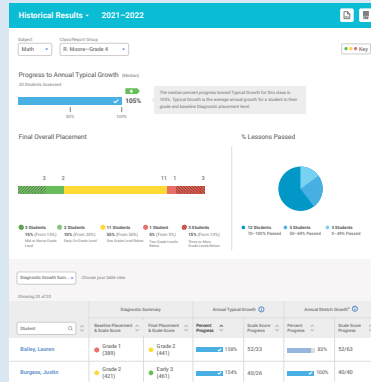 Historical Results - 2021–2022
Subject Class/Report Group
Math R. Moore–Grade 4 Key
Progress to Annual Typical Growth (Median)
20 Students Assessed
105%
50% 100%
The median percent progress toward Typical Growth for this class is
105%. Typical Growth is the average annual growth for a student in their
grade and baseline Diagnostic placement level.
Final Overall Placement
% Lessons Passed
3 2 11 1 3
3 Students 2 Students 11 Students 1 Student 3 Students
15% (From 15%) 10% (From 30%) 55% (From 50%) 5% (From 0%) 15% (From 10%)
Mid or Above Grade Level Early On Grade Level One Grade Level Below Two Grade Levels Below Three or More Grade Levels Below
12 Students 5 Students 3 Students
70–100% Passed 50–69% Passed 0–49% Passed
Diagnostic Growth Sum... Choose your table view
Showing 20 of 20
Diagnostic Summary Annual Typical Growth Annual Stretch Growth
Student Baseline Placement & Scale Score Final Placement & Scale Score Percent Progress Scale Score Progress Percent Progress Scale Score Progress
Bailey, Lauren Grade 1 (389) Grade 2 (441) 158% 52/33 83% 52/63
Burgess, Justin Grade 2 (421) Early 3 (461) 154% 40/26 100% 40/40